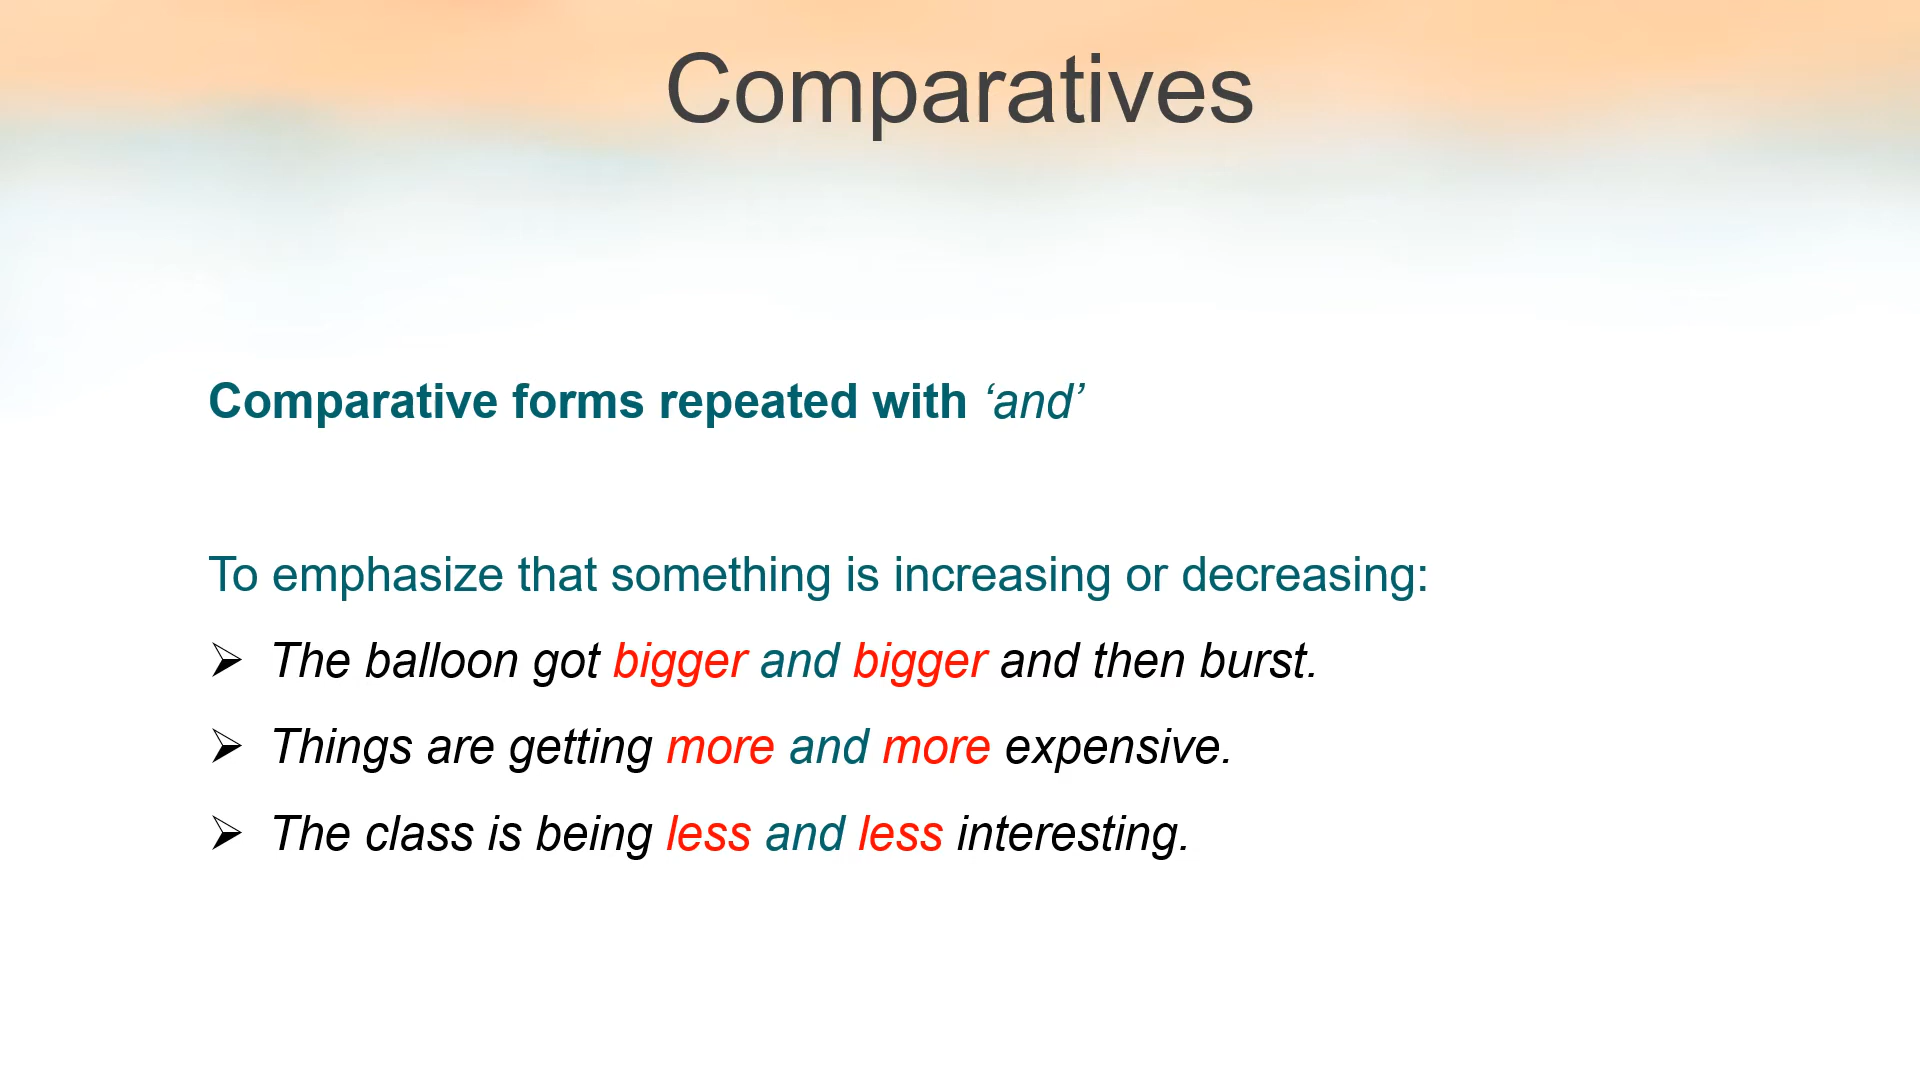 Comparatives
Comparative forms repeated with ‘and’
To emphasize that something is increasing or decreasing:
➢ The balloon got bigger and bigger and then burst.
➢ Things are getting more and more expensive.
➢ The class is being less and less interesting.